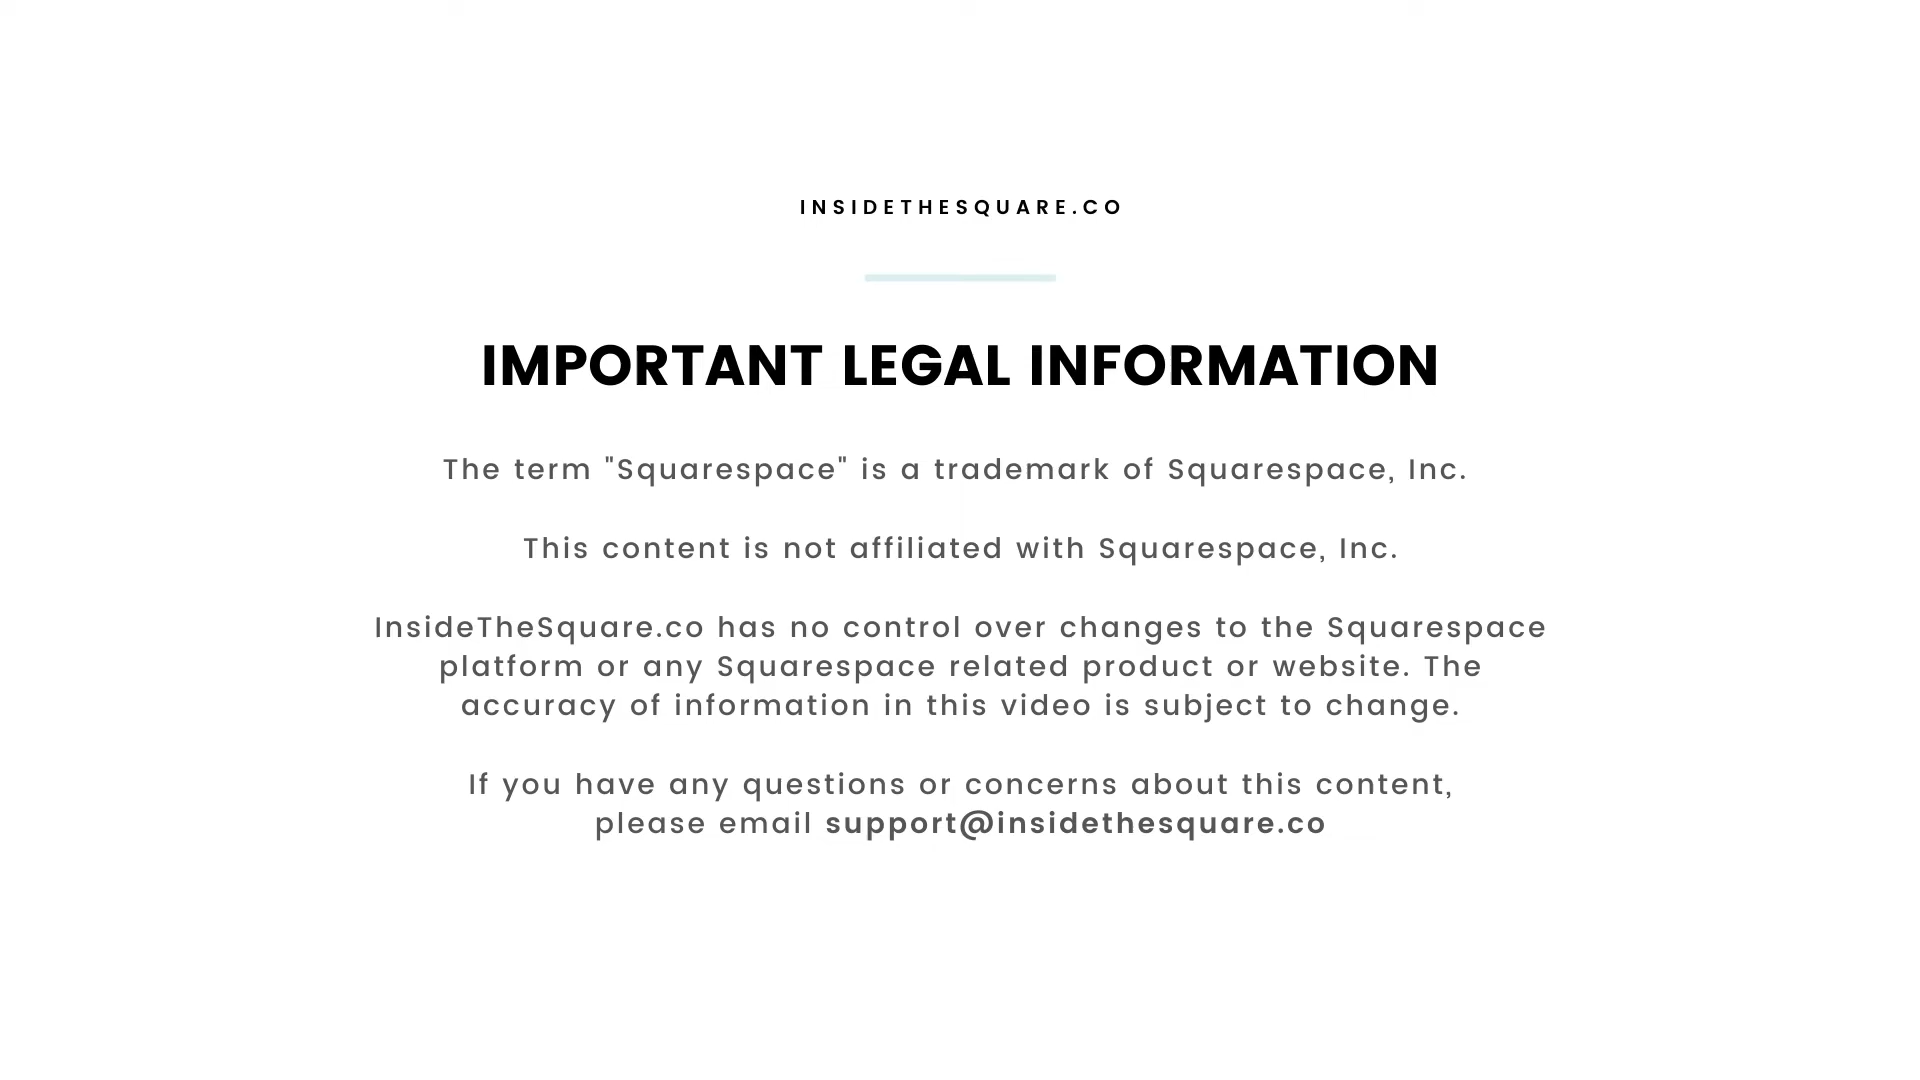 INSIDETHESQUARE.CO
IMPORTANT LEGAL INFORMATION
The term "Squarespace" is a trademark of Squarespace, Inc.
This content is not affiliated with Squarespace, Inc.
InsideTheSquare.co has no control over changes to the Squarespace
platform or any Squarespace related product or website. The
accuracy of information in this video is subject to change.
If you have any questions or concerns about this content,
please email support@insidethesquare.co